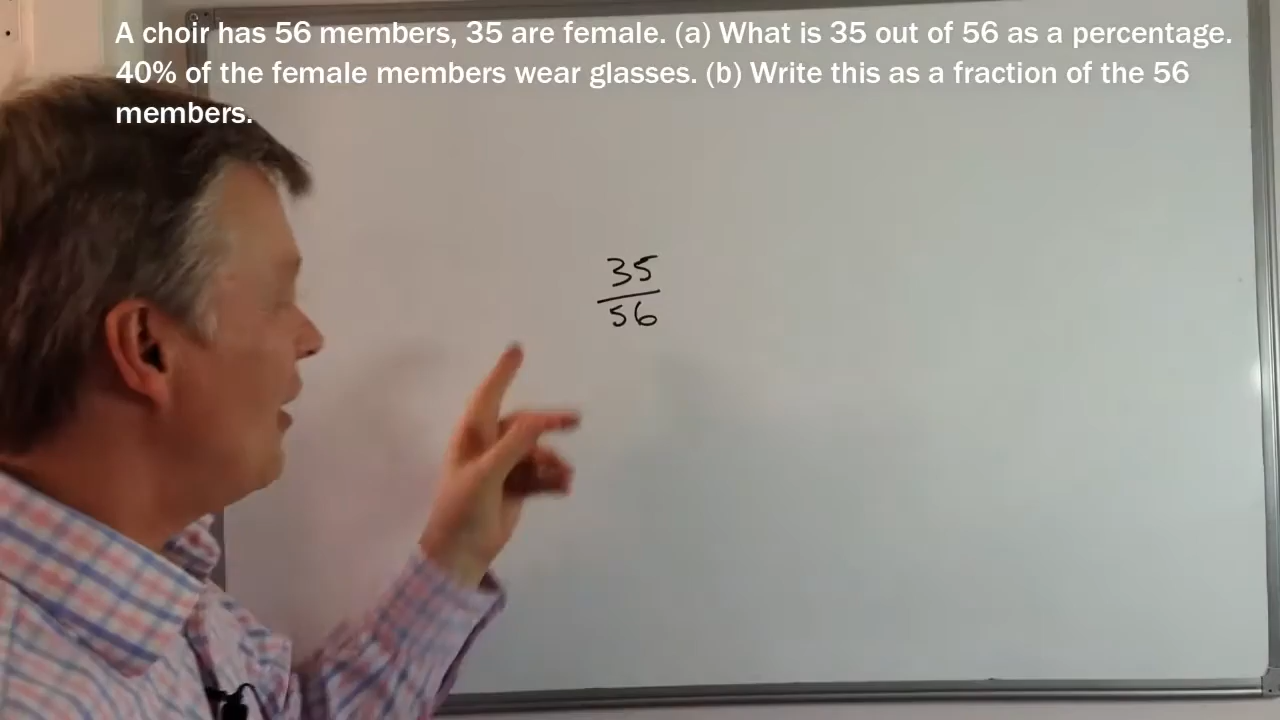 A choir has 56 members, 35 are female. (a) What is 35 out of 56 as a percentage.
40% of the female members wear glasses. (b) Write this as a fraction of the 56
members.
35
56